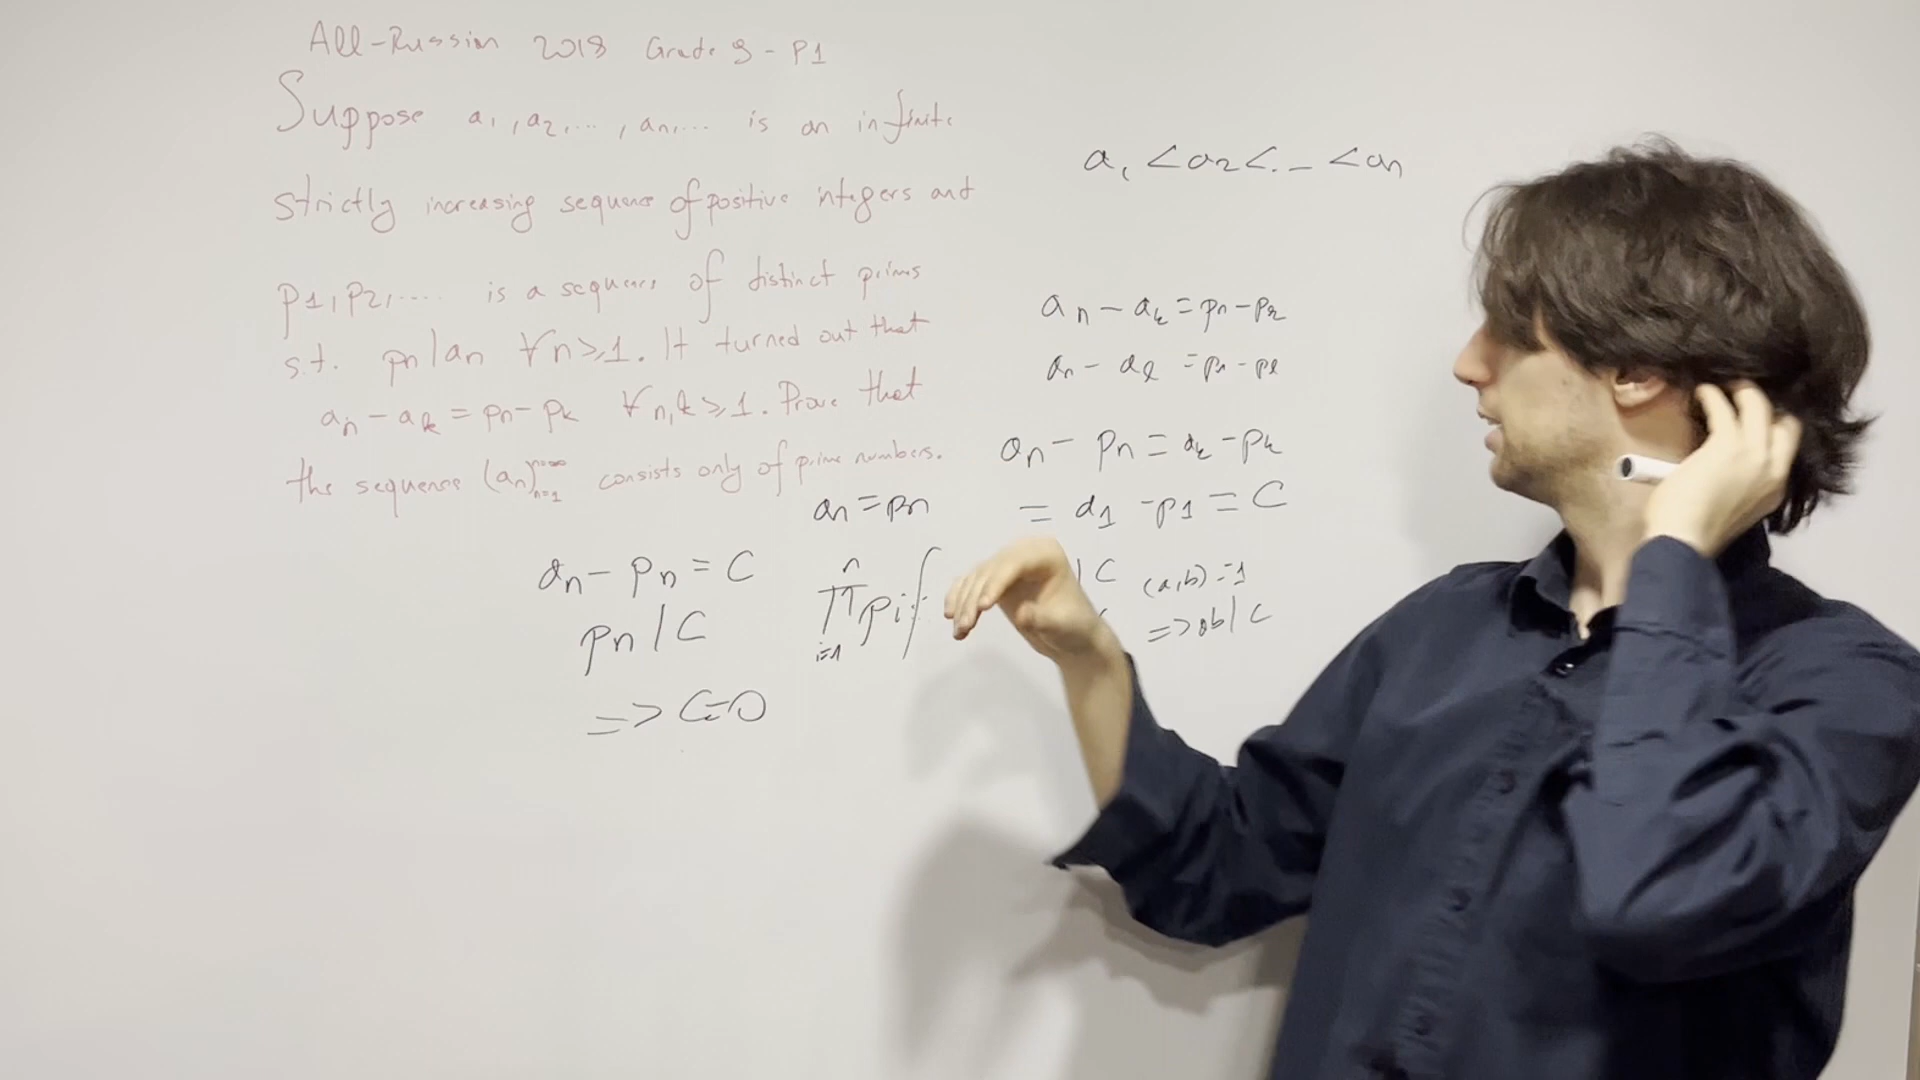 All-Russian 2018 Grade 9 - P1
Suppose a1, a2, ..., an, ... is an infinite
strictly increasing sequence of positive integers and
p1, p2, .... is a sequence of distinct primes
s.t. pn | an ∀n≥1. It turned out that
an - ak = pn - pk ∀n,k≥1. Prove that
the sequence (an)_{n=1}^{n=∞} consists only of prime numbers.
a1 < a2 < ... < an
an - ak = pn - pk
an - al = pn - pl
an - pn = ak - pk
= a1 - p1 = C
an = pn
an - pn = C
pn | C
=> C=0
n
∏ pi |
i=1
| C (a,b)=1
=> ab | C